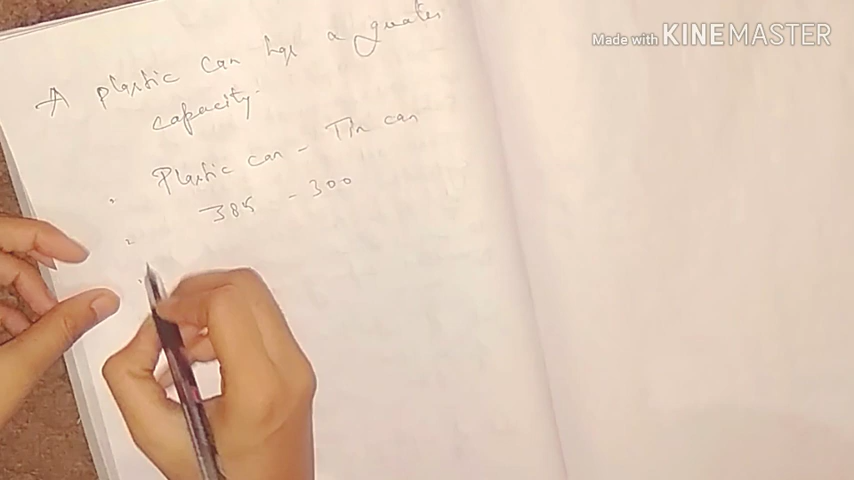 Made with KINEMASTER
A plastic can has a greater
capacity.
Plastic can - Tin can
385 - 300